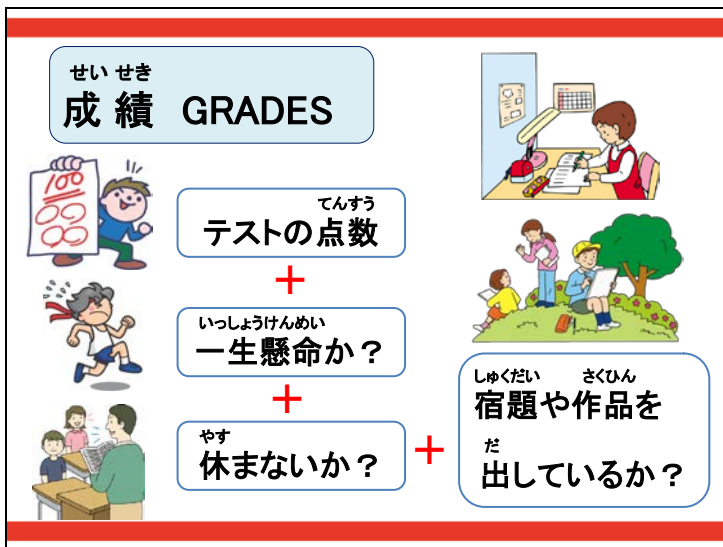 せい せき
成 績 GRADES
100
てんすう
テストの点数
+
いっしょうけんめい
一生懸命か？
+
やす
休まないか？
+
しゅくだい さくひん
宿題や作品を
だ
出しているか？